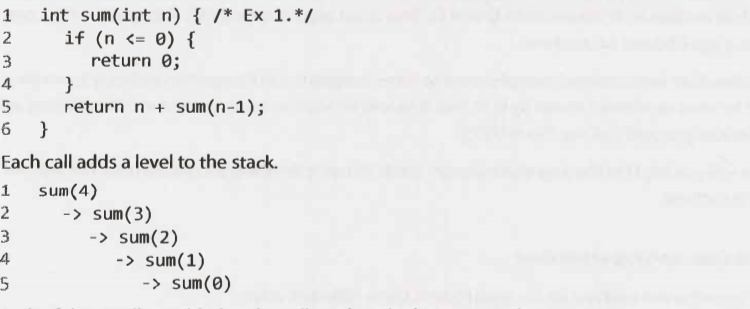 1 int sum(int n) { /* Ex 1.*/
2 if (n <= 0) {
3 return 0;
4 }
5 return n + sum(n-1);
6 }
Each call adds a level to the stack.
1 sum(4)
2 -> sum(3)
3 -> sum(2)
4 -> sum(1)
5 -> sum(0)